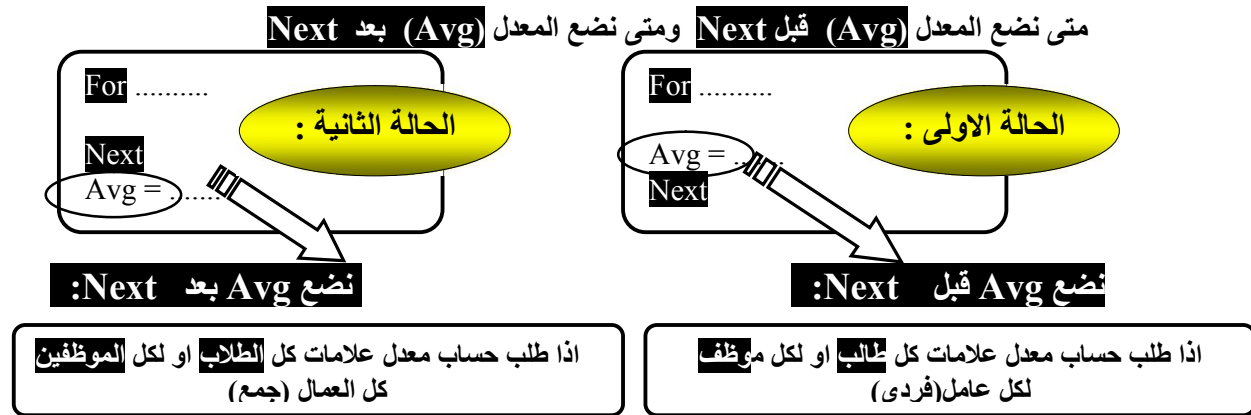 متى نضع المعدل (Avg) قبل Next ومتى نضع المعدل (Avg) بعد Next
For ..........
الحالة الاولى :
Avg = .......
Next
نضع Avg قبل Next:
اذا طلب حساب معدل علامات كل طالب او لكل موظف
لكل عامل(فردي)
For ..........
الحالة الثانية :
Next
Avg = .......
نضع Avg بعد Next:
اذا طلب حساب معدل علامات كل الطلاب او لكل الموظفين
كل العمال (جمع)